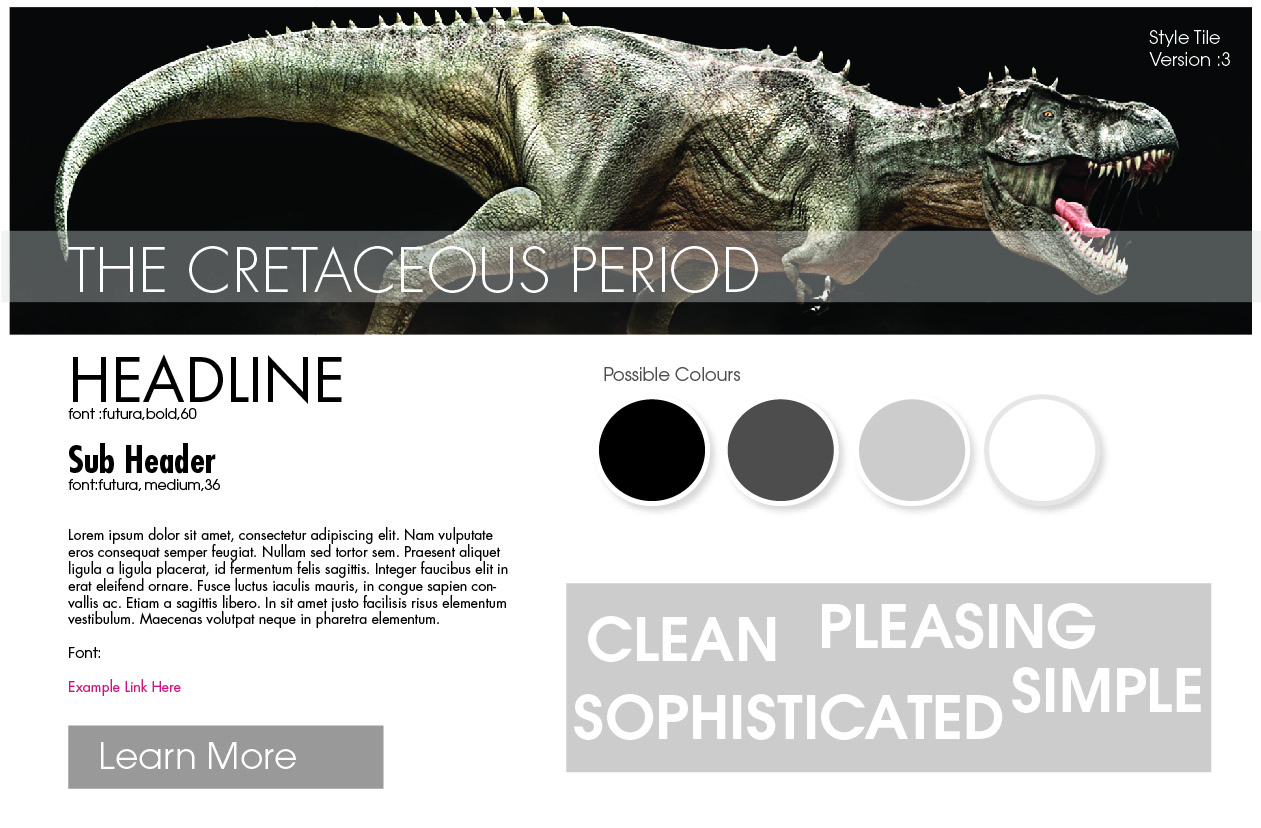 Style Tile
Version :3
THE CRETACEOUS PERIOD
HEADLINE
font :futura,bold,60
Sub Header
font:futura, medium,36
Lorem ipsum dolor sit amet, consectetur adipiscing elit. Nam vulputate
eros consequat semper feugiat. Nullam sed tortor sem. Praesent aliquet
ligula a ligula placerat, id fermentum felis sagittis. Integer faucibus elit in
erat eleifend ornare. Fusce luctus iaculis mauris, in congue sapien con-
vallis ac. Etiam a sagittis libero. In sit amet justo facilisis risus elementum
vestibulum. Maecenas volutpat neque in pharetra elementum.
Font:
Example Link Here
Learn More
Possible Colours
CLEAN
PLEASING
SIMPLE
SOPHISTICATED